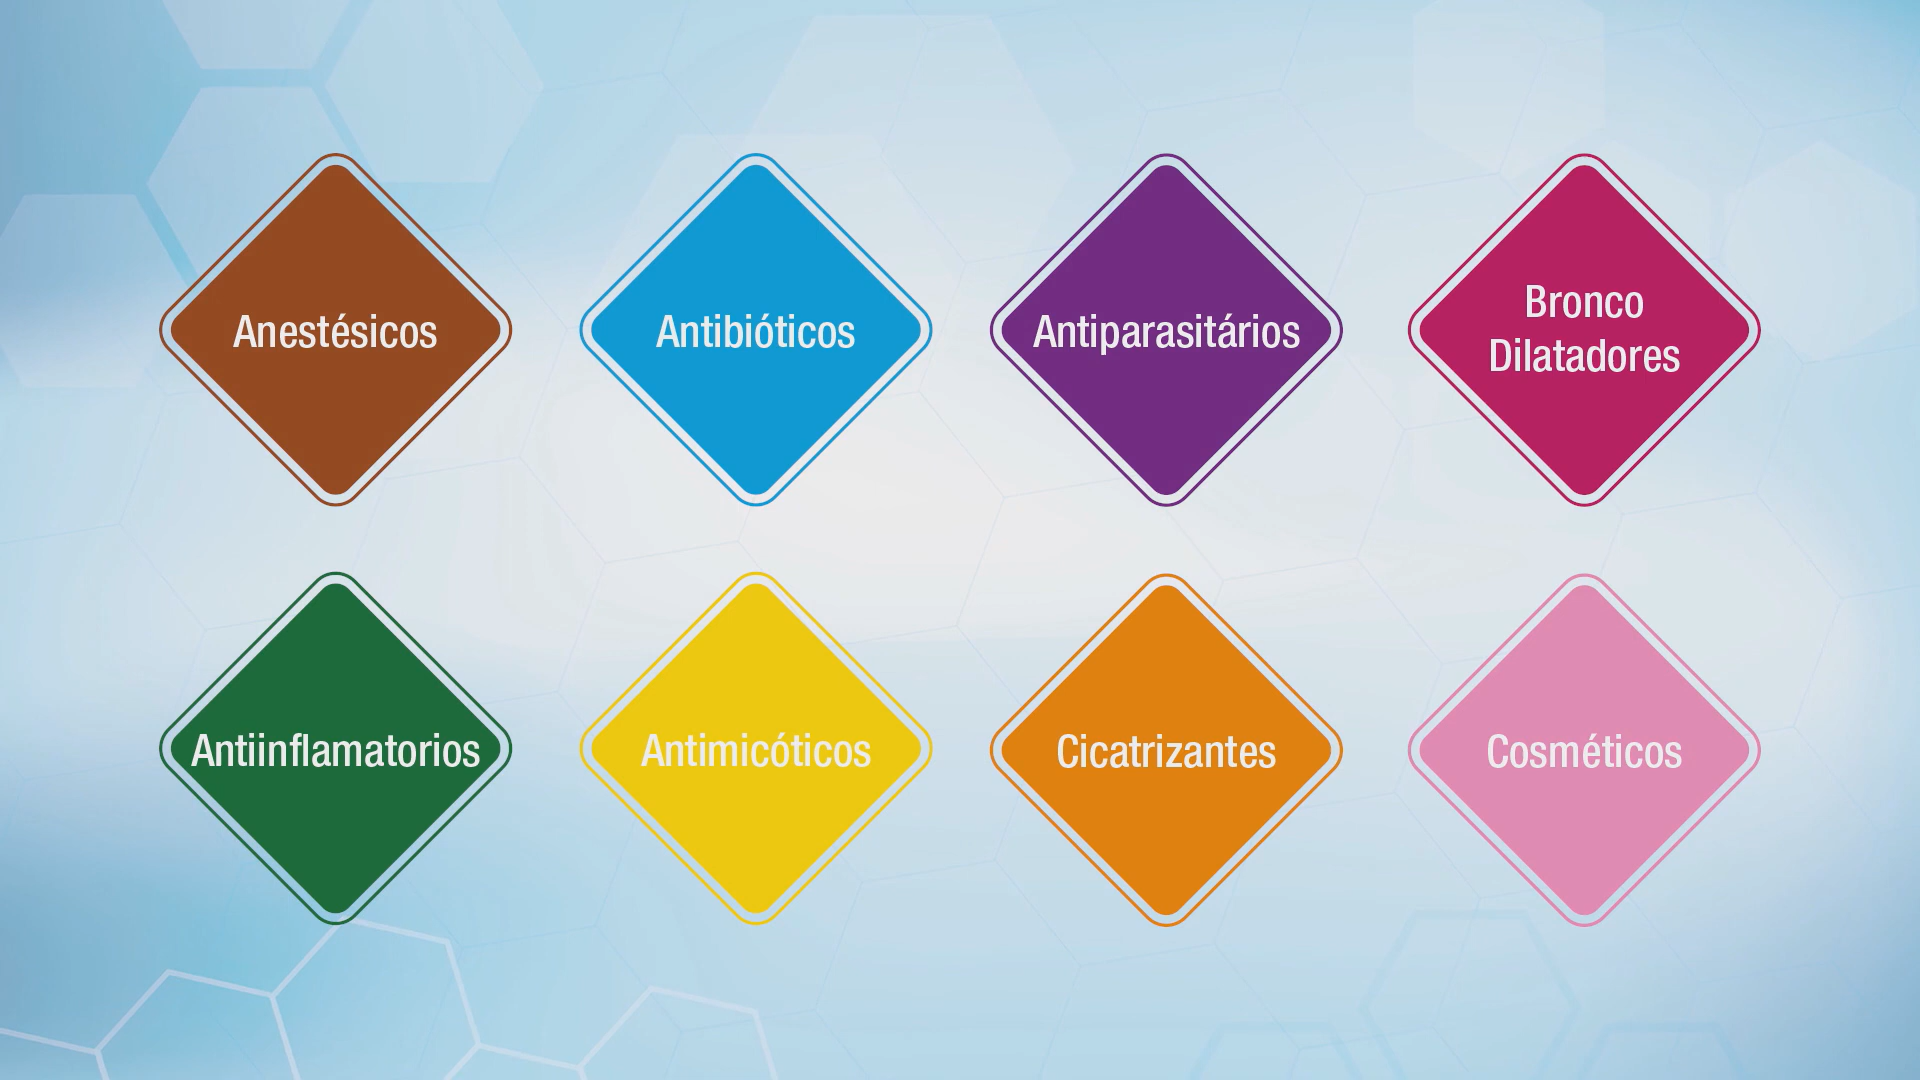 Anestésicos
Antibióticos
Antiparasitários
Bronco
Dilatadores
Antiinflamatorios
Antimicóticos
Cicatrizantes
Cosméticos